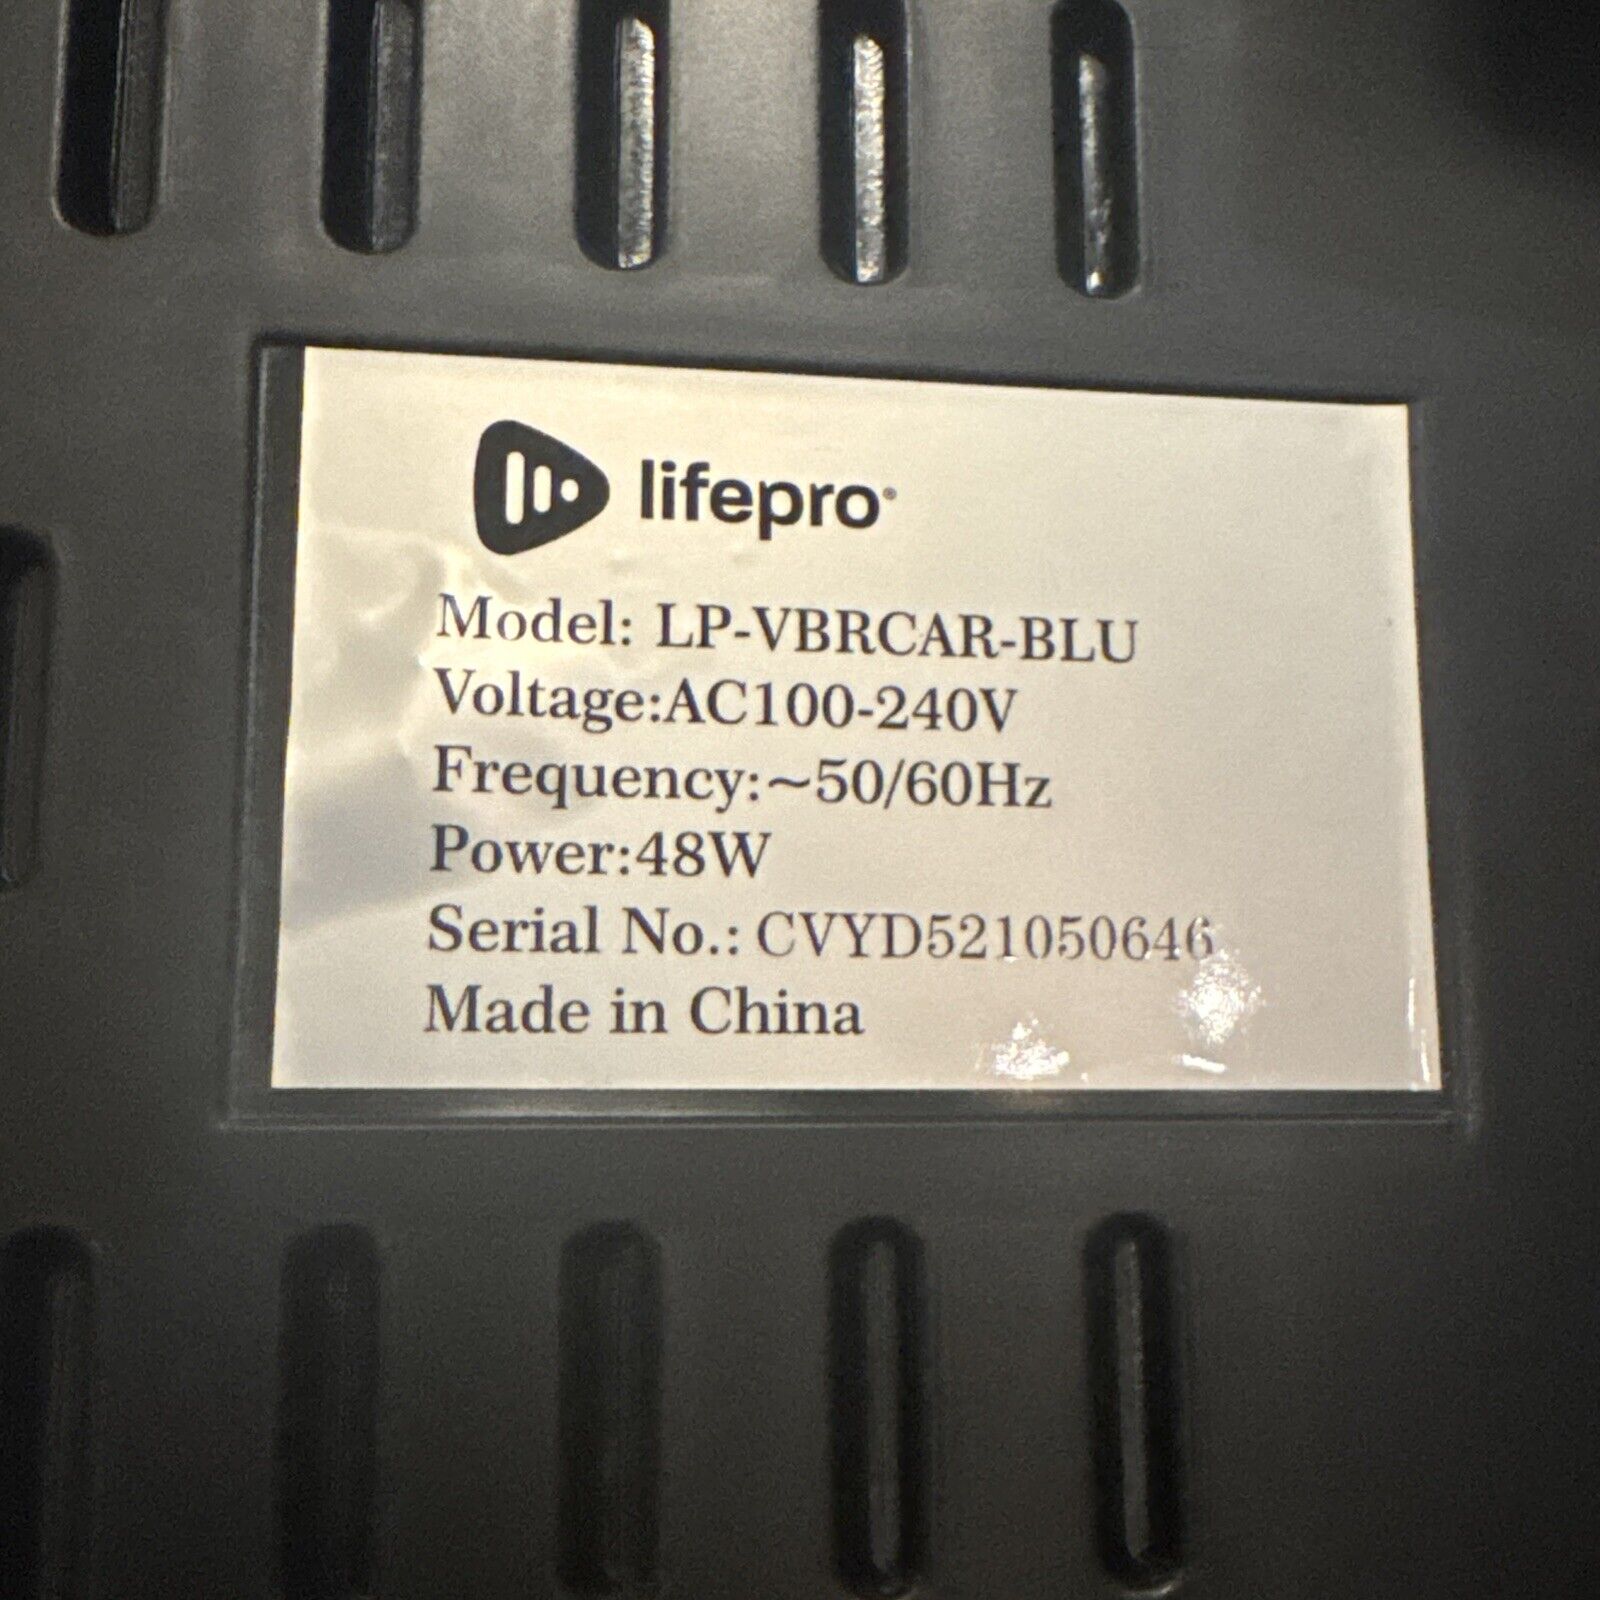 lifepro®
Model: LP-VBRCAR-BLU
Voltage:AC100-240V
Frequency:~50/60Hz
Power:48W
Serial No.: CVYD521050646
Made in China